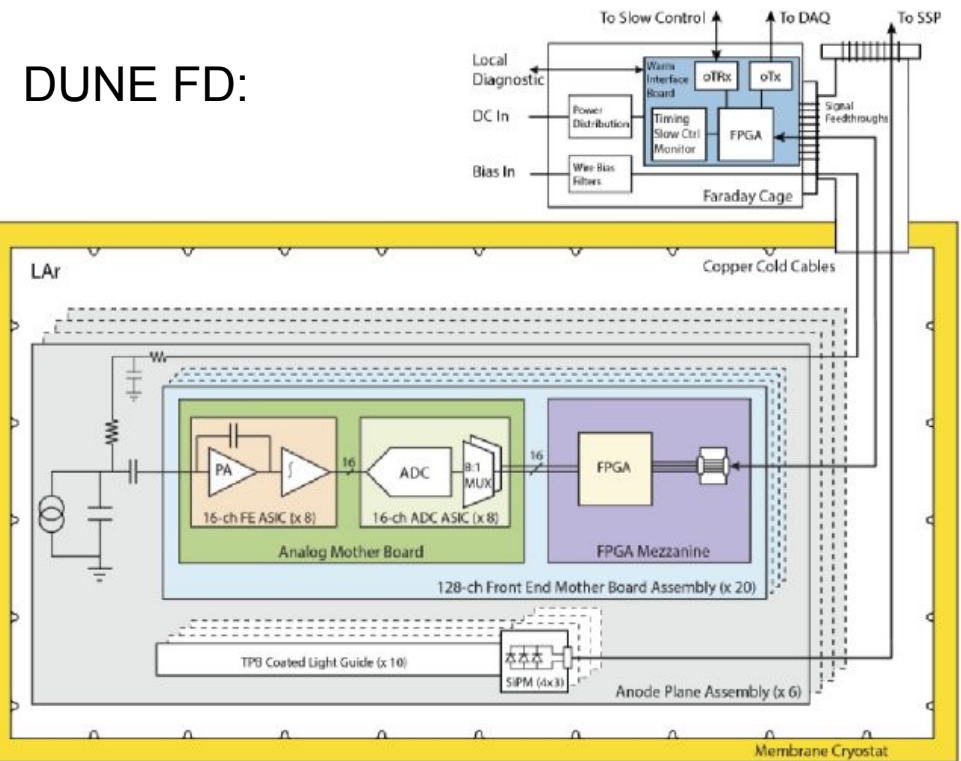 DUNE FD:
To Slow Control
To DAQ
To SSP
Local
Diagnostic
DC In
Bias In
Power
Distribution
Wire Bias
Filters
Warm
Interface
Board
oTRx
oTx
Timing
Slow Ctrl
Monitor
FPGA
Signal
Feedthroughs
Faraday Cage
LAr
Copper Cold Cables
PA
∫
16
ADC
8:1
MUX
16
FPGA
16-ch FE ASIC (x 8)
16-ch ADC ASIC (x 8)
Analog Mother Board
FPGA Mezzanine
128-ch Front End Mother Board Assembly (x 20)
TPB Coated Light Guide (x 10)
SiPM (4x3)
Anode Plane Assembly (x 6)
Membrane Cryostat